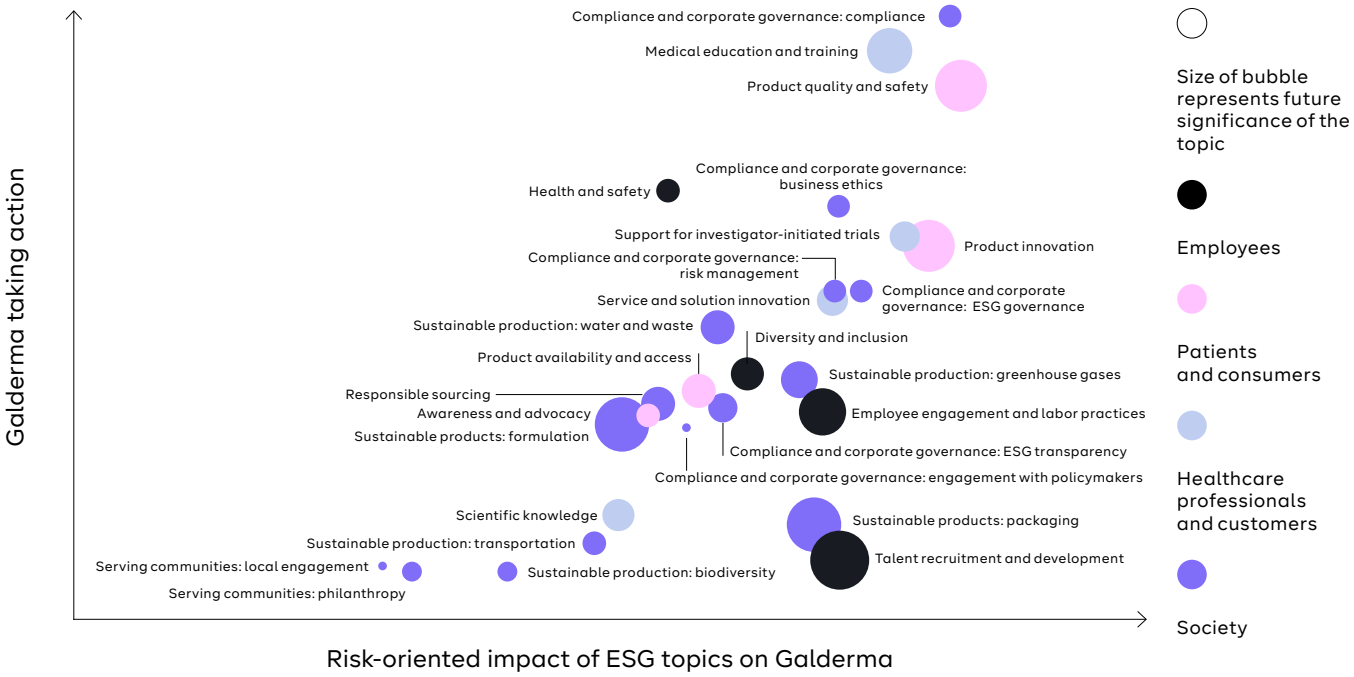 Compliance and corporate governance: compliance
Medical education and training
Product quality and safety
Compliance and corporate governance:
business ethics
Health and safety
Support for investigator-initiated trials
Product innovation
Compliance and corporate governance:
risk management
Compliance and corporate
governance: ESG governance
Service and solution innovation
Sustainable production: water and waste
Diversity and inclusion
Product availability and access
Sustainable production: greenhouse gases
Responsible sourcing
Awareness and advocacy
Employee engagement and labor practices
Sustainable products: formulation
Compliance and corporate governance: ESG transparency
Compliance and corporate governance: engagement with policymakers
Scientific knowledge
Sustainable products: packaging
Sustainable production: transportation
Talent recruitment and development
Serving communities: local engagement
Sustainable production: biodiversity
Serving communities: philanthropy
Galderma taking action
Risk-oriented impact of ESG topics on Galderma
Size of bubble
represents future
significance of the
topic
Employees
Patients
and consumers
Healthcare
professionals
and customers
Society